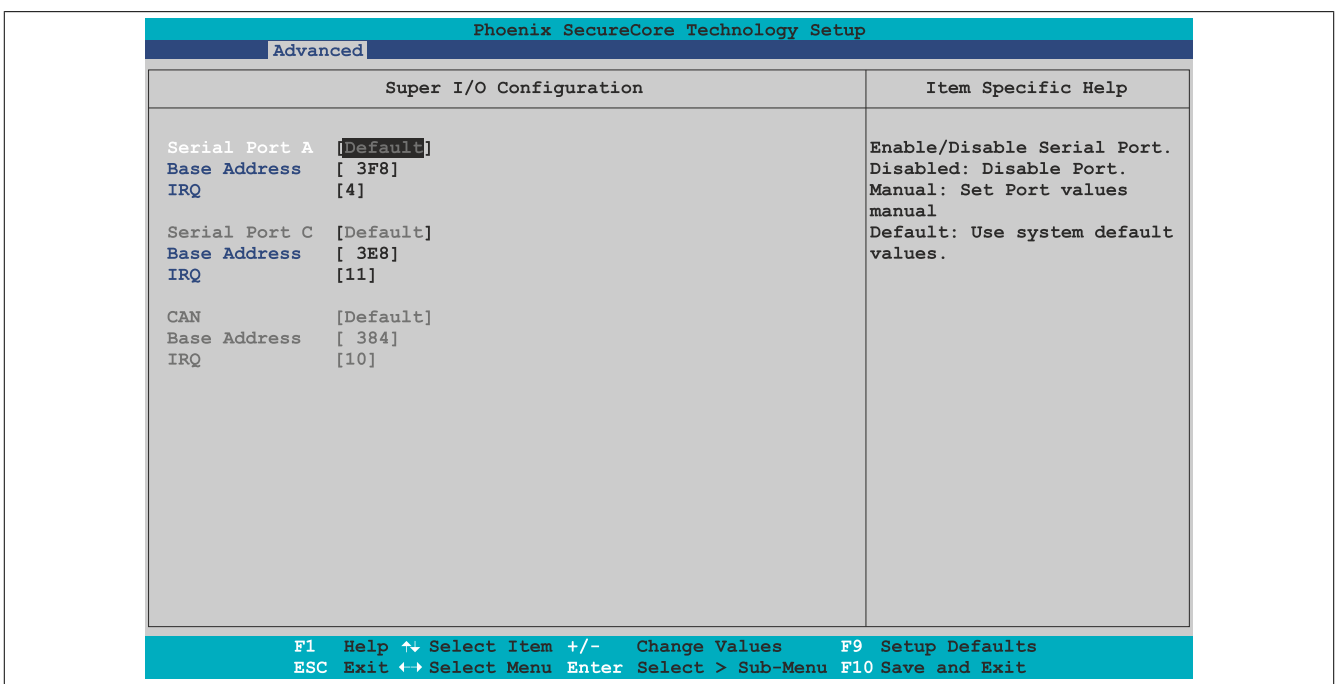 Phoenix SecureCore Technology Setup
Advanced
Super I/O Configuration
Item Specific Help
Serial Port A [Default]
Base Address [ 3F8]
IRQ [4]
Serial Port C [Default]
Base Address [ 3E8]
IRQ [11]
CAN [Default]
Base Address [ 384]
IRQ [10]
Enable/Disable Serial Port.
Disabled: Disable Port.
Manual: Set Port values
manual
Default: Use system default
values.
F1 Help ↑↓ Select Item +/- Change Values F9 Setup Defaults
ESC Exit ←→ Select Menu Enter Select > Sub-Menu F10 Save and Exit